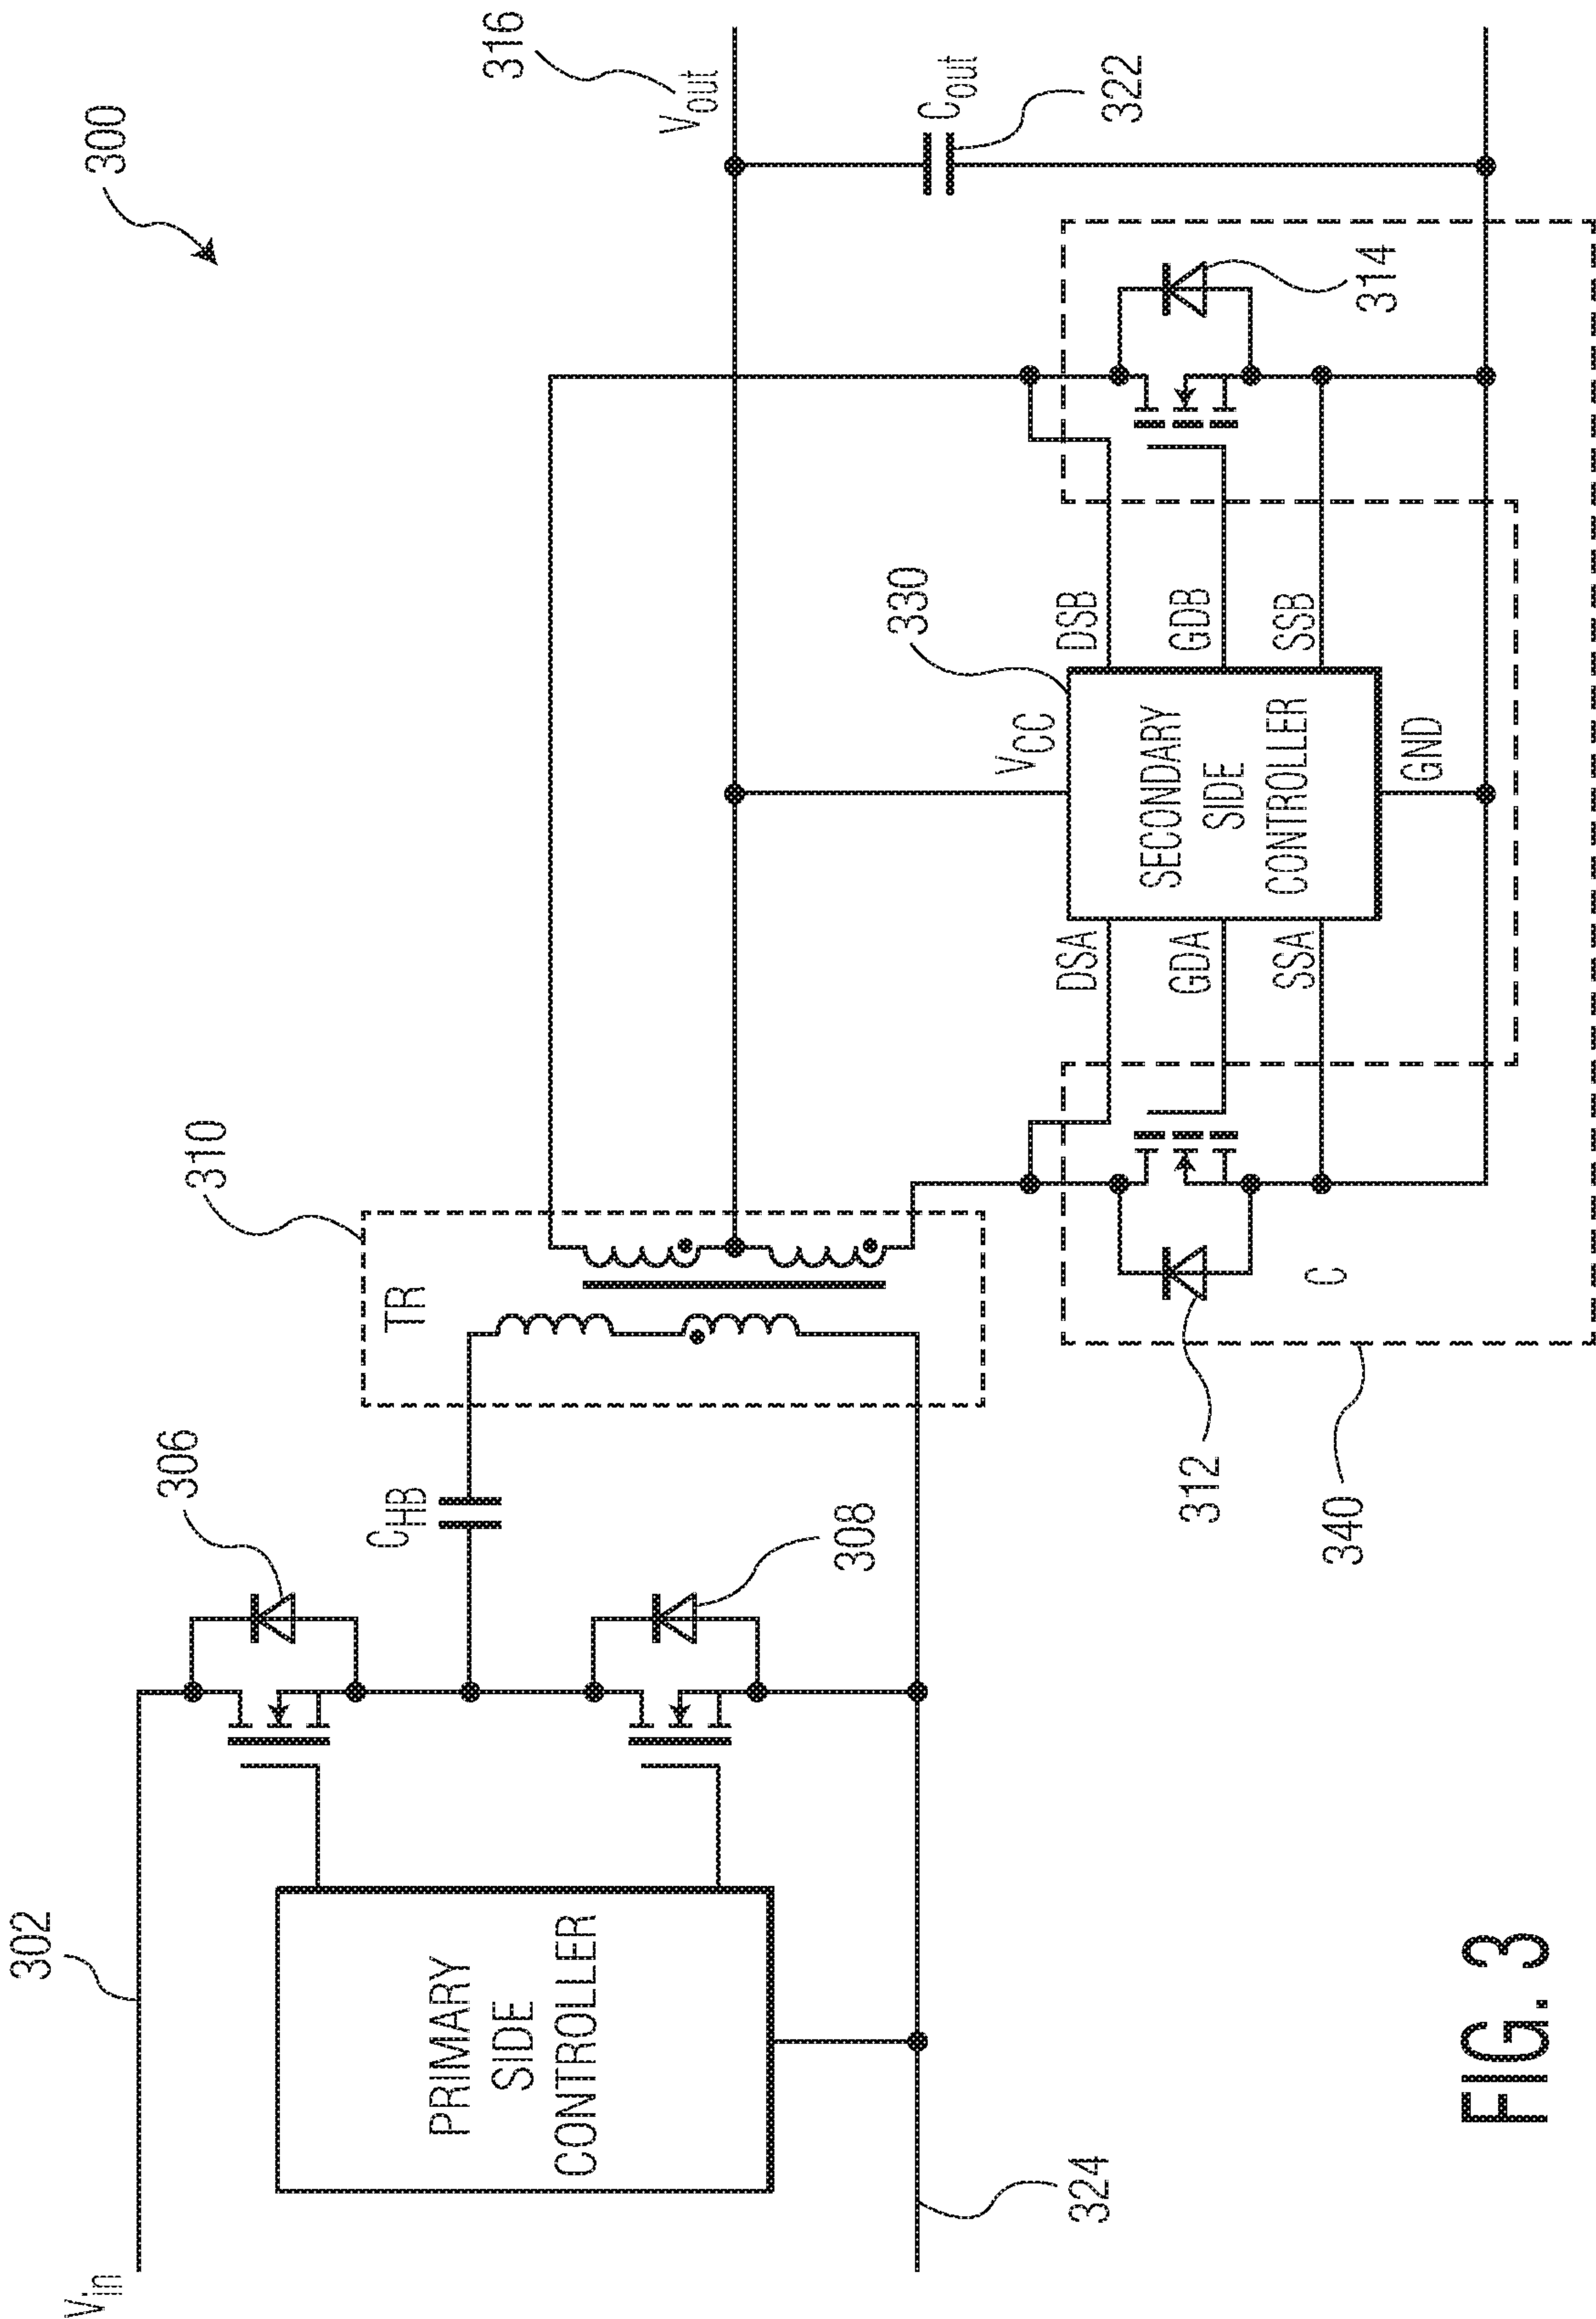 300
316
Vout
Cout
322
302
Vin
PRIMARY
SIDE
CONTROLLER
324
306
CHB
308
310
TR
330
VCC
SECONDARY
SIDE
CONTROLLER
DSA
GDA
SSA
DSB
GDB
SSB
GND
312
C
314
340
FIG. 3